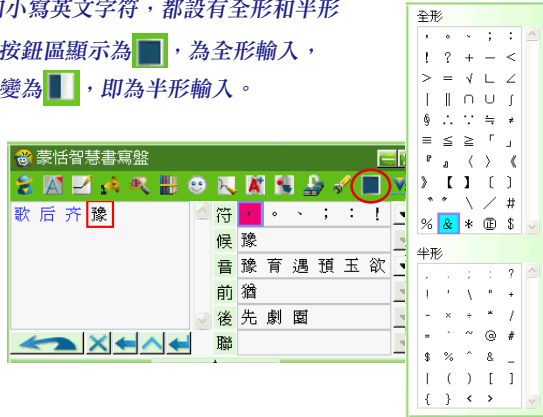 小寫英文字符，都設有全形和半形
按鈕區顯示為 ，為全形輸入，
變為 ，即為半形輸入。
蒙恬智慧書寫盤
歌 后 齐 豫
符 ， 。 、 ； ： ！
候 豫
音 豫 育 遇 預 玉 欲
前 猶
後 先 劇 園
聯
全形
， 。 、 ； ：
！ ？ ＋ － ＜
＞ ＝ √ ∟ ∠
｜ ∥ ∩ ∪ ∫
∮ ∴ ∵ ≒ ≠
≡ ≦ ≧ 「 」
『 』 〈 〉 《
》 【 】 〔 〕
〝 〞 ＼ ／ ＃
％ ＆ ＊ ㊣ ＄
半形
, . ; : ?
! ' \ " +
- × ÷ * /
= ` ~ @ #
$ % ^ & _
| ( ) [ ]
{ } < >